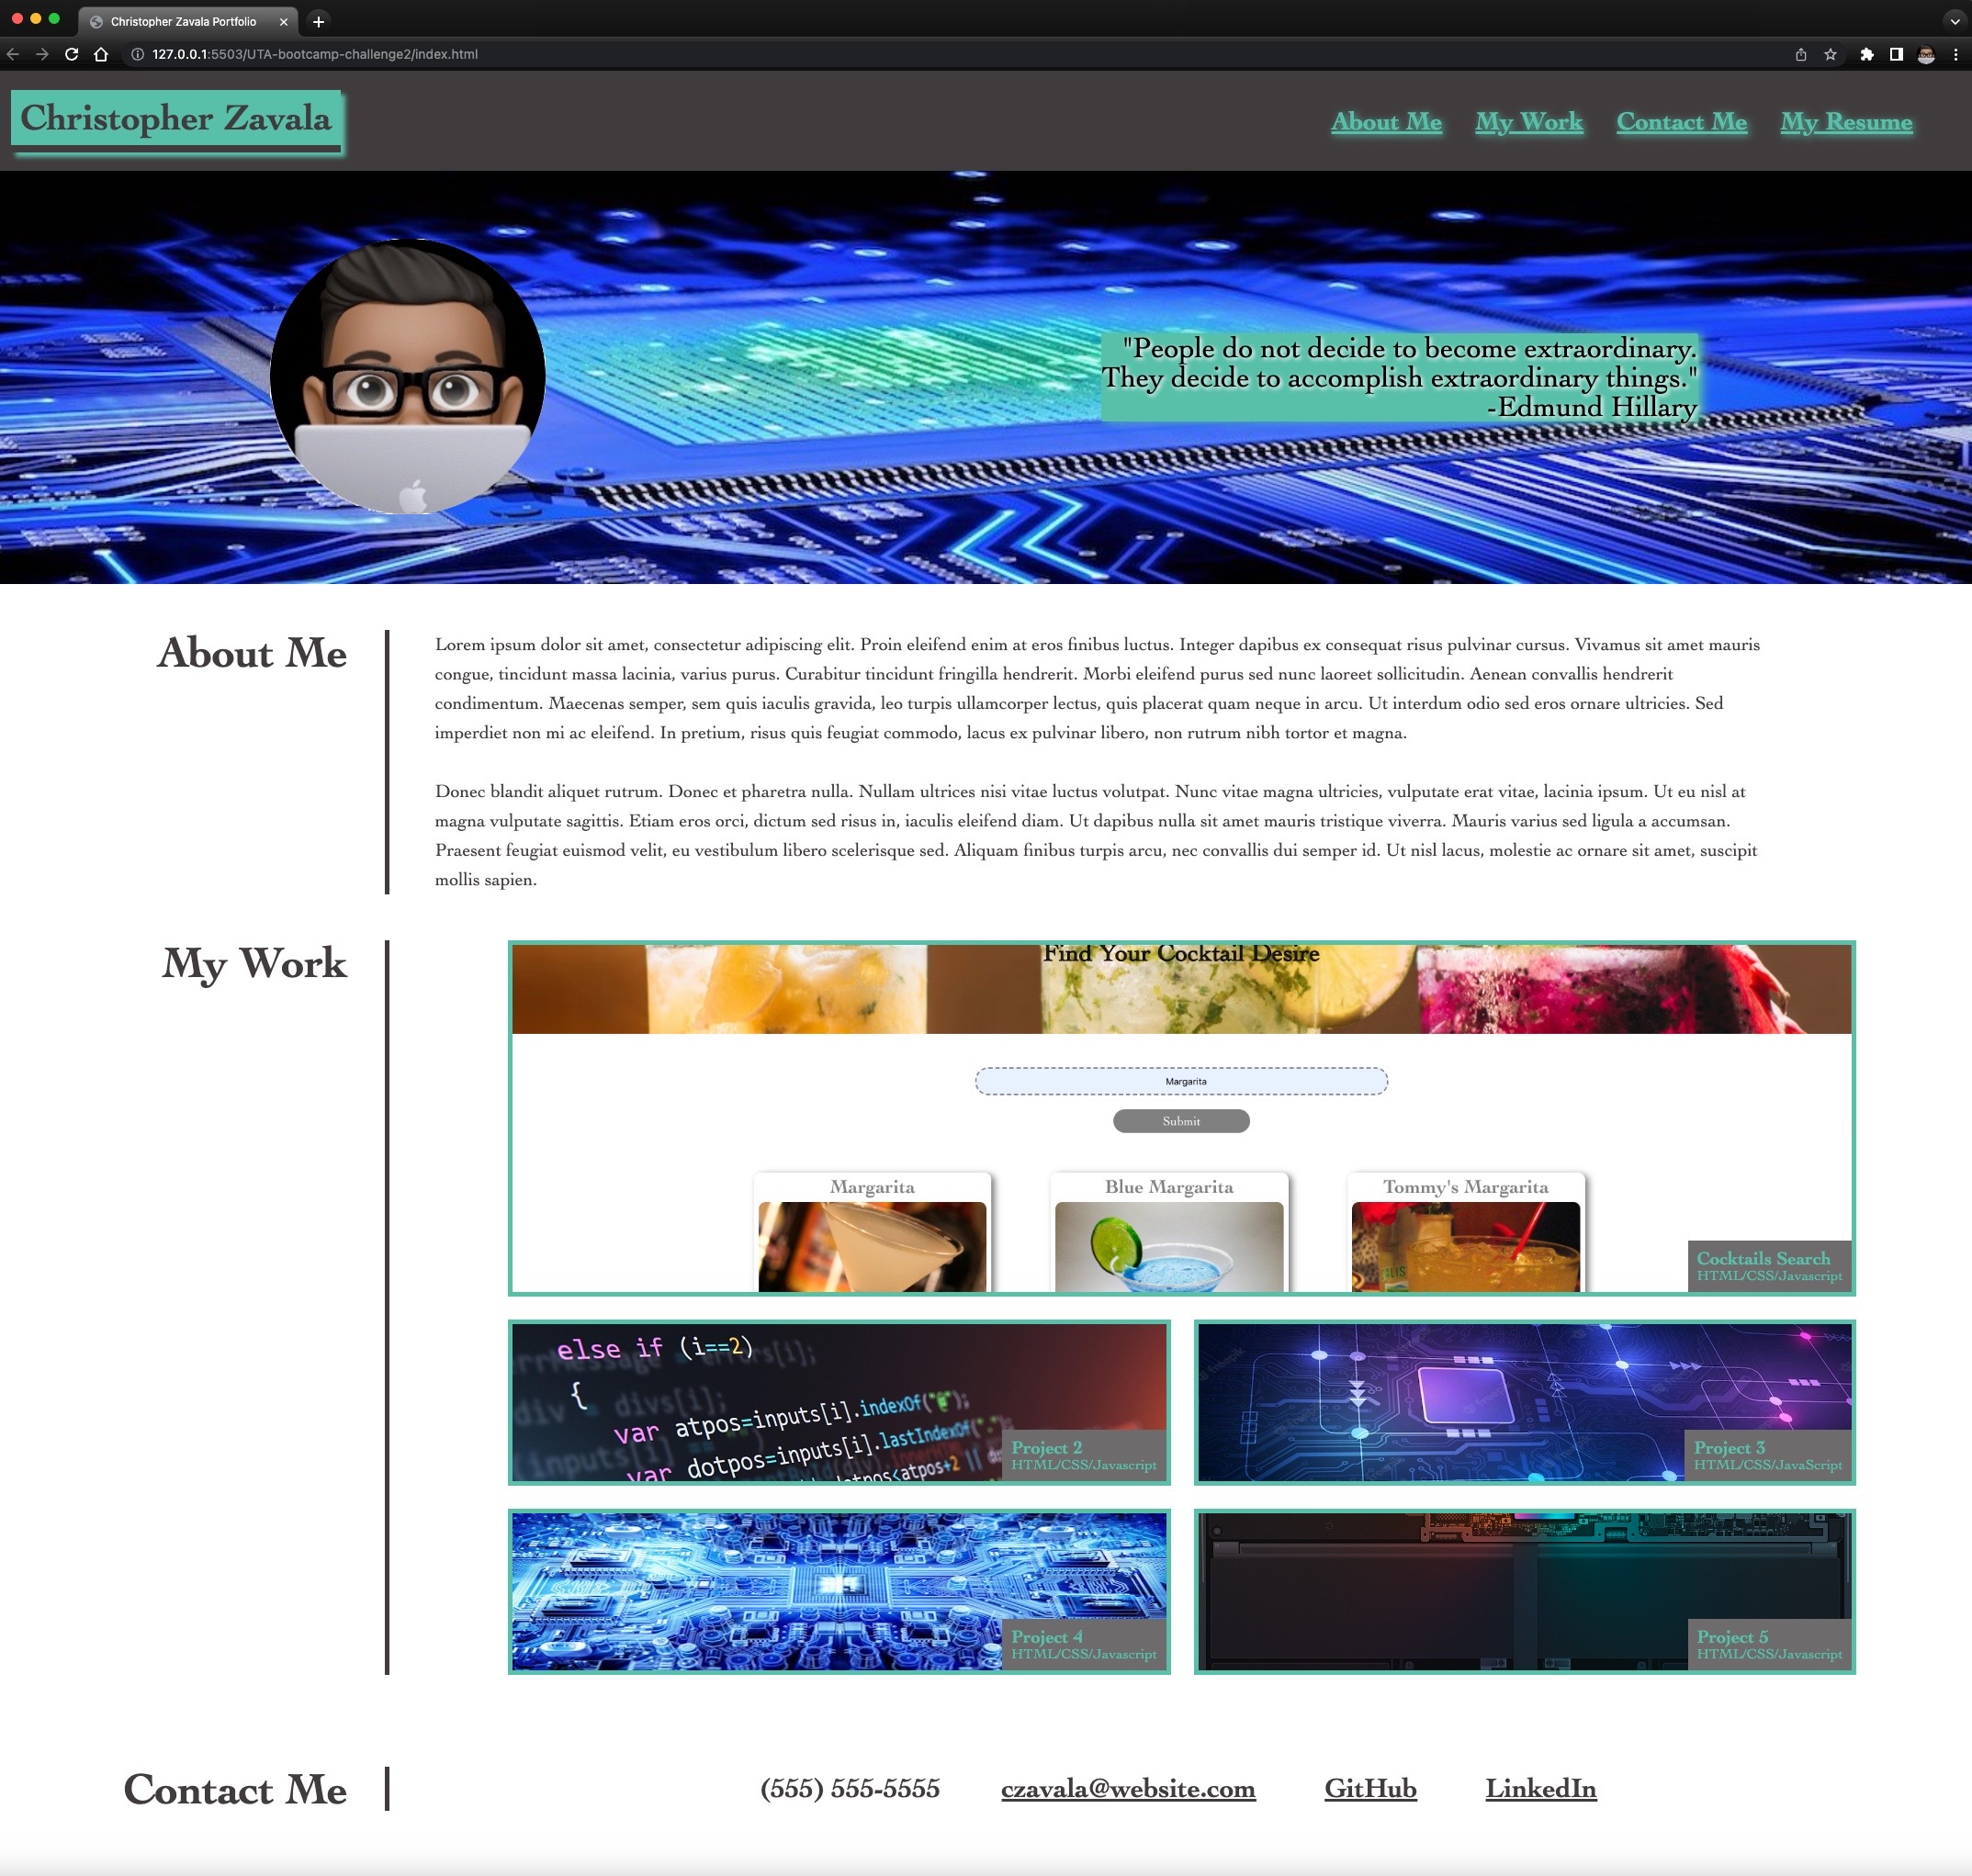 Christopher Zavala Portfolio
127.0.0.1:5503/UTA-bootcamp-challenge2/index.html
Christopher Zavala
About Me My Work Contact Me My Resume
"People do not decide to become extraordinary.
They decide to accomplish extraordinary things."
-Edmund Hillary
About Me
Lorem ipsum dolor sit amet, consectetur adipiscing elit. Proin eleifend enim at eros finibus luctus. Integer dapibus ex consequat risus pulvinar cursus. Vivamus sit amet mauris
congue, tincidunt massa lacinia, varius purus. Curabitur tincidunt fringilla hendrerit. Morbi eleifend purus sed nunc laoreet sollicitudin. Aenean convallis hendrerit
condimentum. Maecenas semper, sem quis iaculis gravida, leo turpis ullamcorper lectus, quis placerat quam neque in arcu. Ut interdum odio sed eros ornare ultricies. Sed
imperdiet non mi ac eleifend. In pretium, risus quis feugiat commodo, lacus ex pulvinar libero, non rutrum nibh tortor et magna.
Donec blandit aliquet rutrum. Donec et pharetra nulla. Nullam ultrices nisi vitae luctus volutpat. Nunc vitae magna ultricies, vulputate erat vitae, lacinia ipsum. Ut eu nisl at
magna vulputate sagittis. Etiam eros orci, dictum sed risus in, iaculis eleifend diam. Ut dapibus nulla sit amet mauris tristique viverra. Mauris varius sed ligula a accumsan.
Praesent feugiat euismod velit, eu vestibulum libero scelerisque sed. Aliquam finibus turpis arcu, nec convallis dui semper id. Ut nisl lacus, molestie ac ornare sit amet, suscipit
mollis sapien.
My Work
Find Your Cocktail Desire
Margarita
Submit
Margarita
Blue Margarita
Tommy's Margarita
Cocktails Search
HTML/CSS/Javascript
else if (i==2)
{
var atpos=inputs[i].indexOf("@");
var dotpos=inputs[i].lastIndexOf(".
atpos+2 ||
Project 2
HTML/CSS/Javascript
Project 3
HTML/CSS/JavaScript
Project 4
HTML/CSS/Javascript
Project 5
HTML/CSS/Javascript
Contact Me
(555) 555-5555 czavala@website.com GitHub LinkedIn